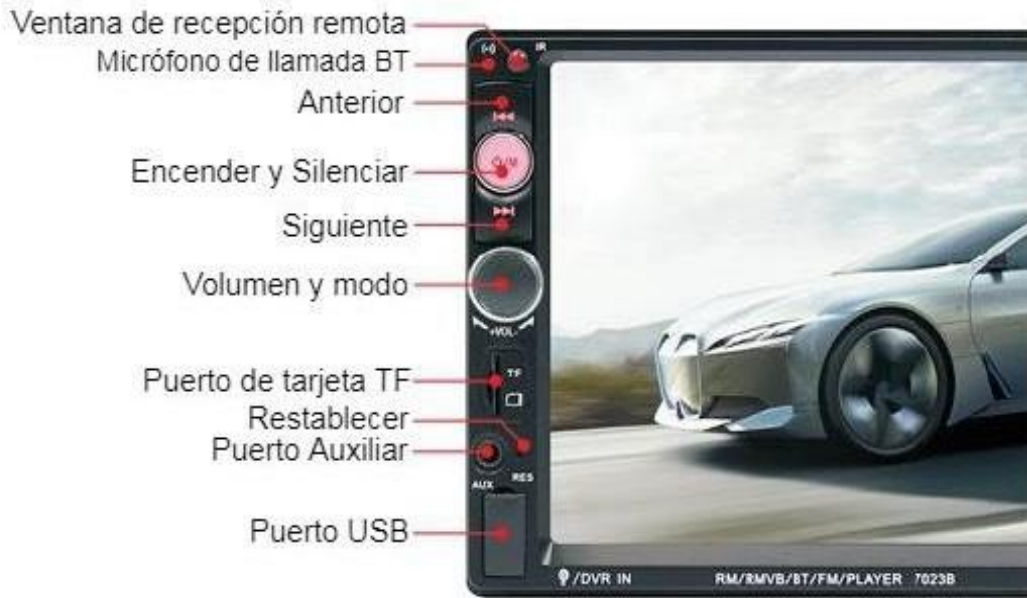 Ventana de recepción remota
Micrófono de llamada BT
IR
Anterior
Encender y Silenciar
⏻/M
Siguiente
Volumen y modo
+VOL-
Puerto de tarjeta TF
TF
Restablecer
Puerto Auxiliar
AUX
RES
Puerto USB
/DVR IN
RM/RMVB/BT/FM/PLAYER 7023B